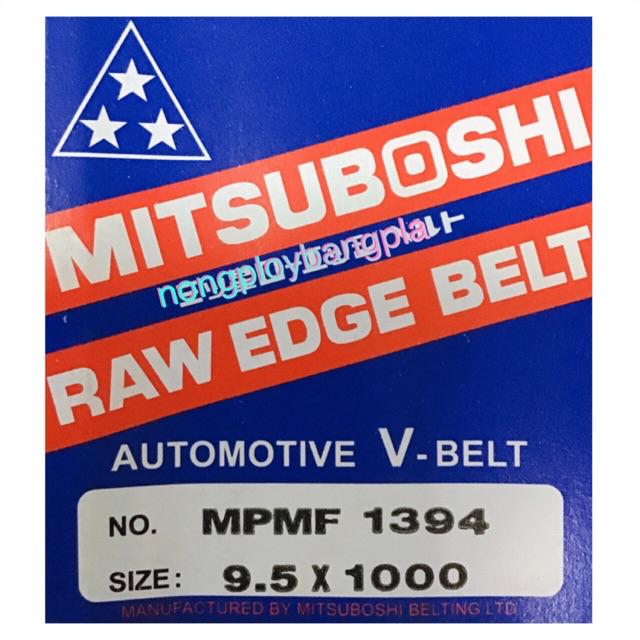 MITSUBOSHI
nongploybangpla
RAW EDGE BELT
AUTOMOTIVE V-BELT
NO. MPMF 1394
SIZE: 9.5 X 1000
MANUFACTURED BY MITSUBOSHI BELTING LTD